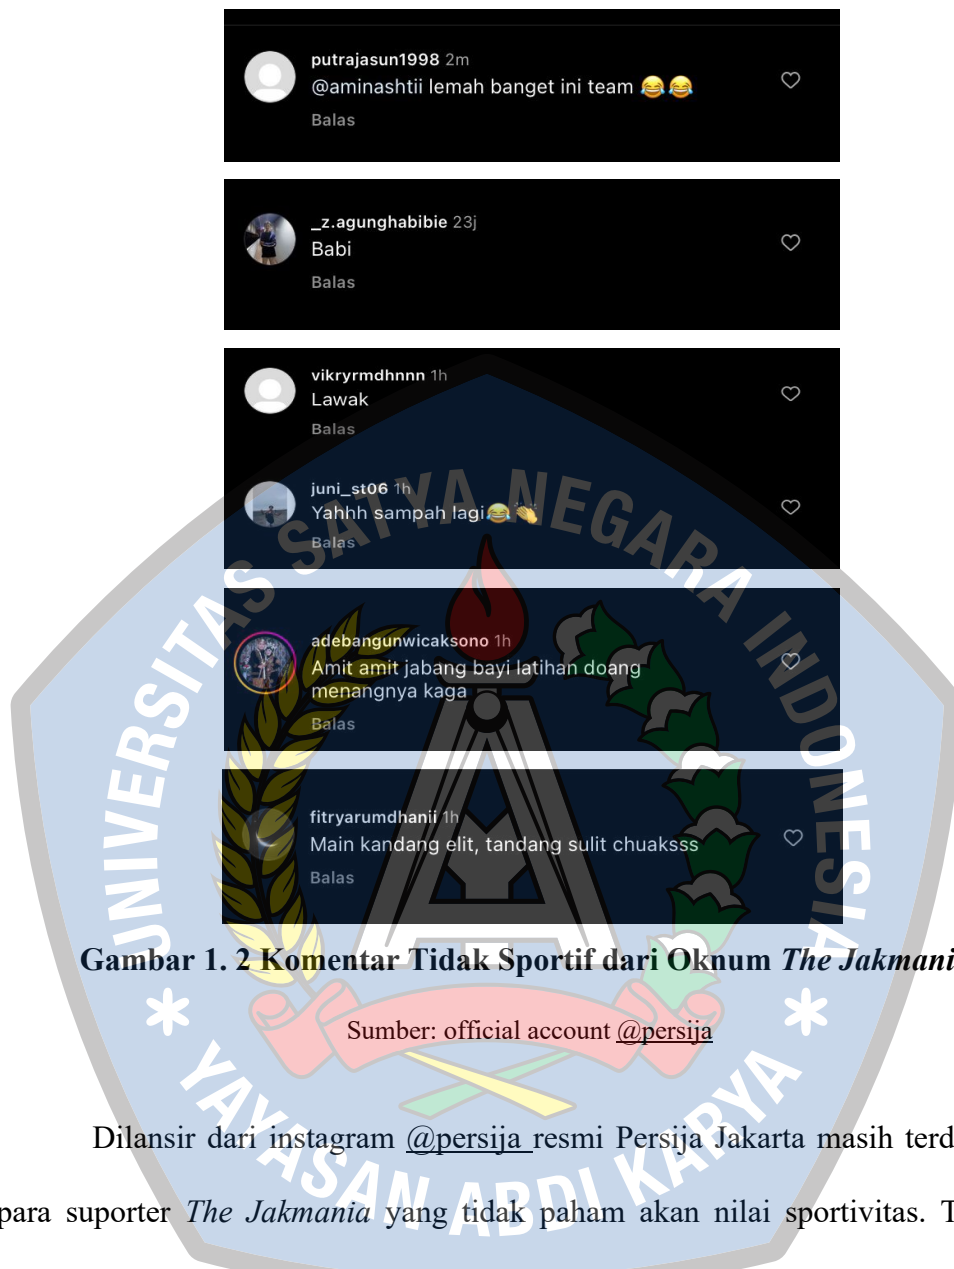 putrajasun1998 2m
@aminashtii lemah banget ini team 😂😂
Balas
_z.agunghabibie 23j
Babi
Balas
vikryrmdhnnn 1h
Lawak
Balas
juni_st06 1h
Yahhh sampah lagi😂👏
Balas
adebangunwicaksono 1h
Amit amit jabang bayi latihan doang
menangnya kaga
Balas
fitryarumdhanii 1h
Main kandang elit, tandang sulit chuaksss
Balas
UNIVERSITAS SATYA NEGARA INDONESIA
Gambar 1. 2 Komentar Tidak Sportif dari Oknum The Jakmani
Sumber: official account @persija
YAYASAN ABDI KARYA
Dilansir dari instagram @persija resmi Persija Jakarta masih terd
para suporter The Jakmania yang tidak paham akan nilai sportivitas. T